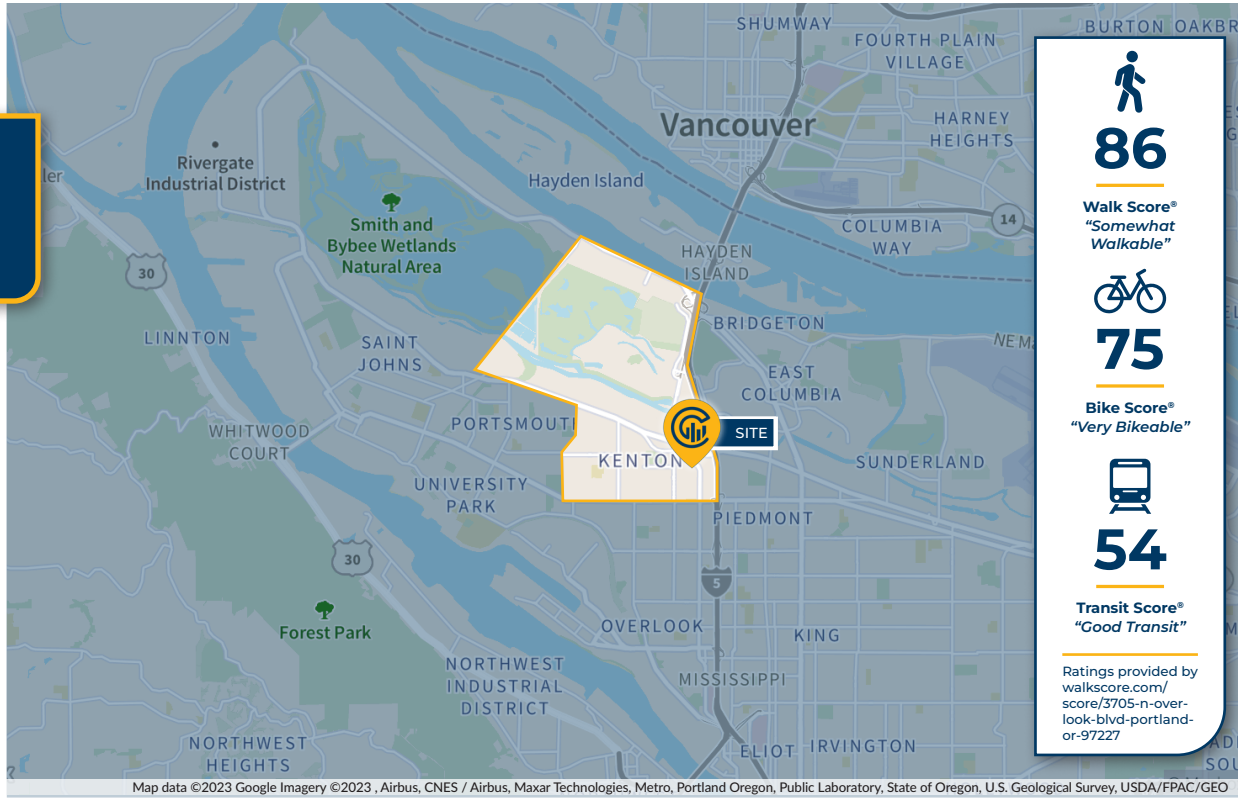 SHUMWAY
BURTON
FOURTH PLAIN
VILLAGE
Vancouver
HARNEY
HEIGHTS
Rivergate
Industrial District
Hayden Island
Smith and
Bybee Wetlands
Natural Area
14
COLUMBIA
WAY
HAYDEN
ISLAND
30
LINNTON
BRIDGETON
SAINT
JOHNS
EAST
COLUMBIA
WHITWOOD
COURT
SITE
KENTON
SUNDERLAND
UNIVERSITY
PARK
PIEDMONT
30
5
Forest Park
OVERLOOK
KING
NORTHWEST
INDUSTRIAL
DISTRICT
MISSISSIPPI
NORTHWEST
HEIGHTS
ELIOT
IRVINGTON
86
Walk Score®
“Somewhat
Walkable”
75
Bike Score®
“Very Bikeable”
54
Transit Score®
“Good Transit”
Ratings provided by
walkscore.com/
score/3705-n-over-
look-blvd-portland-
or-97227
Map data ©2023 Google Imagery ©2023 , Airbus, CNES / Airbus, Maxar Technologies, Metro, Portland Oregon, Public Laboratory, State of Oregon, U.S. Geological Survey, USDA/FPAC/GEO